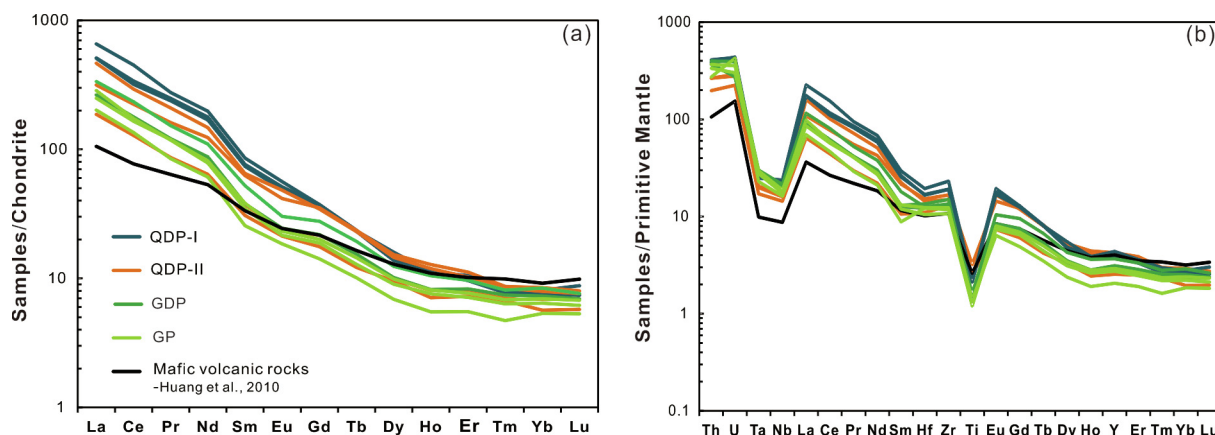 (a)
1000
100
10
1
Samples/Chondrite
QDP-I
QDP-II
GDP
GP
Mafic volcanic rocks
-Huang et al., 2010
La Ce Pr Nd Sm Eu Gd Tb Dy Ho Er Tm Yb Lu
(b)
1000
100
10
1
0.1
Samples/Primitive Mantle
Th U Ta Nb La Ce Pr Nd Sm Hf Zr Ti Eu Gd Tb Dy Ho Y Er Tm Yb Lu